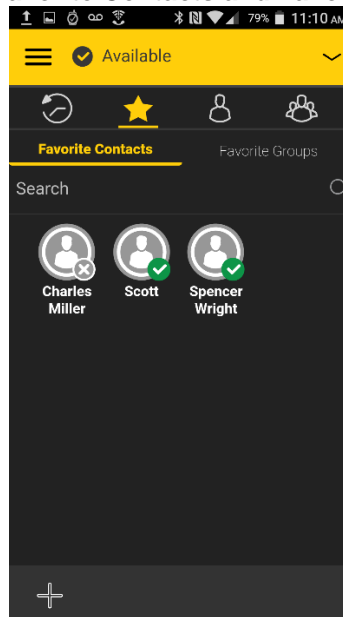 79% 11:10 AM
Available
Favorite Contacts Favorite Groups
Search
Charles Miller
Scott
Spencer Wright